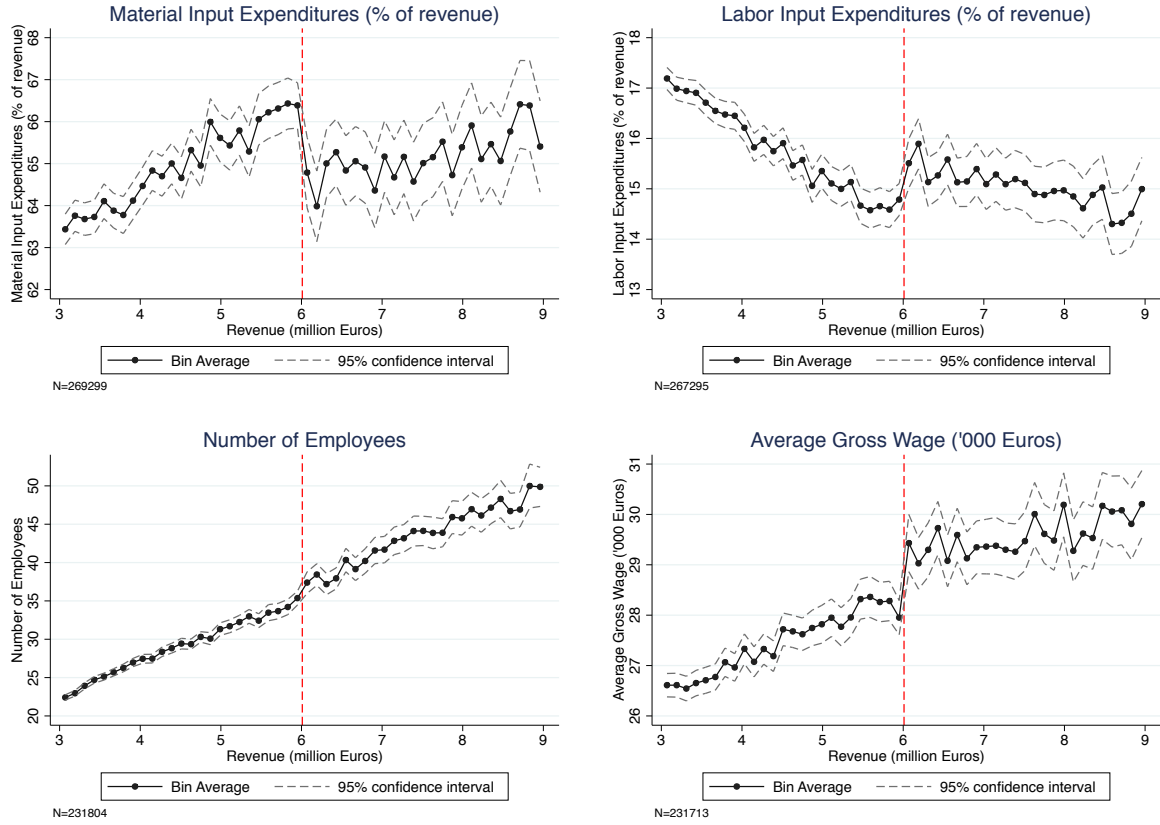 Material Input Expenditures (% of revenue)
Material Input Expenditures (% of revenue)
68
67
66
65
64
63
62
3 4 5 6 7 8 9
Revenue (million Euros)
Bin Average 95% confidence interval
N=269299
Labor Input Expenditures (% of revenue)
Labor Input Expenditures (% of revenue)
18
17
16
15
14
13
3 4 5 6 7 8 9
Revenue (million Euros)
Bin Average 95% confidence interval
N=267295
Number of Employees
Number of Employees
50
45
40
35
30
25
20
3 4 5 6 7 8 9
Revenue (million Euros)
Bin Average 95% confidence interval
N=231804
Average Gross Wage ('000 Euros)
Average Gross Wage ('000 Euros)
31
30
29
28
27
26
3 4 5 6 7 8 9
Revenue (million Euros)
Bin Average 95% confidence interval
N=231713